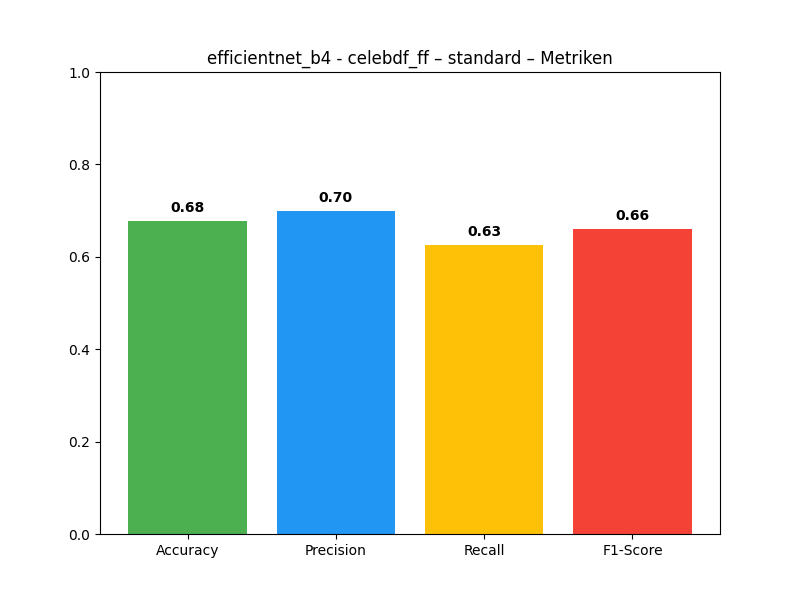 efficientnet_b4 - celebdf_ff – standard – Metriken
1.0
0.8
0.6
0.4
0.2
0.0
0.68
0.70
0.63
0.66
Accuracy
Precision
Recall
F1-Score